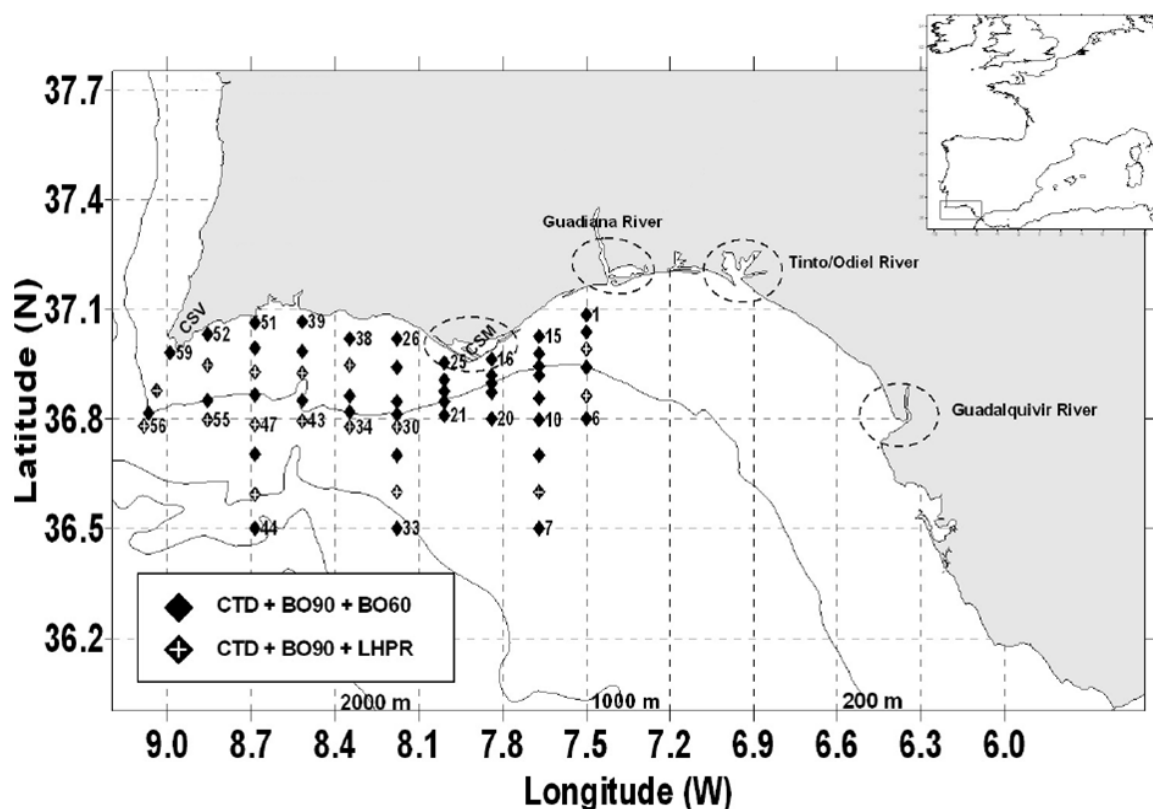 37.7
37.4
37.1
36.8
36.5
36.2
Latitude (N)
Guadiana River
Tinto/Odiel River
Guadalquivir River
CSV
CSM
59
52
51
39
38
26
25
16
15
1
56
55
47
43
34
30
21
20
10
6
44
33
7
CTD + BO90 + BO60
CTD + BO90 + LHPR
2000 m
1000 m
200 m
9.0 8.7 8.4 8.1 7.8 7.5 7.2 6.9 6.6 6.3 6.0
Longitude (W)